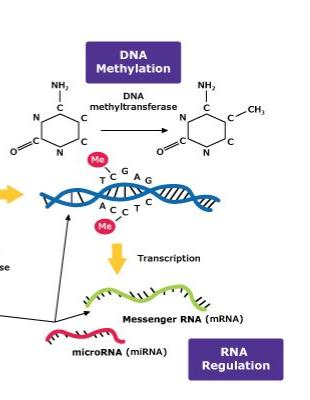 DNA
Methylation
NH2
NH2
DNA
methyltransferase
C
C
CH3
N
C
N
C
C
C
C
C
O
N
O
N
Me
T C G A G
A C C T C
Me
se
Transcription
Messenger RNA (mRNA)
microRNA (miRNA)
RNA
Regulation